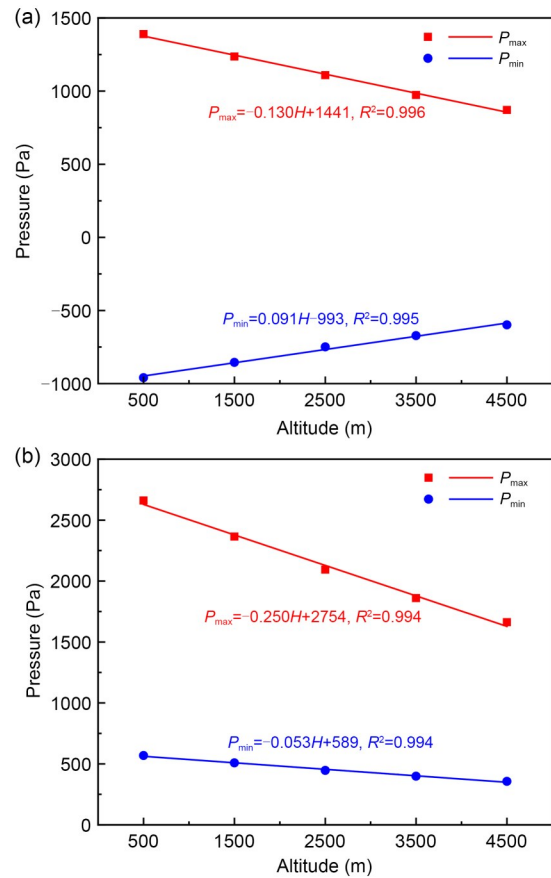 (a)
1500
1000
500
0
−500
−1000
Pressure (Pa)
P_max
P_min
P_max=−0.130H+1441, R²=0.996
P_min=0.091H−993, R²=0.995
500 1500 2500 3500 4500
Altitude (m)
(b)
3000
2500
2000
1500
1000
500
0
Pressure (Pa)
P_max
P_min
P_max=−0.250H+2754, R²=0.994
P_min=−0.053H+589, R²=0.994
500 1500 2500 3500 4500
Altitude (m)